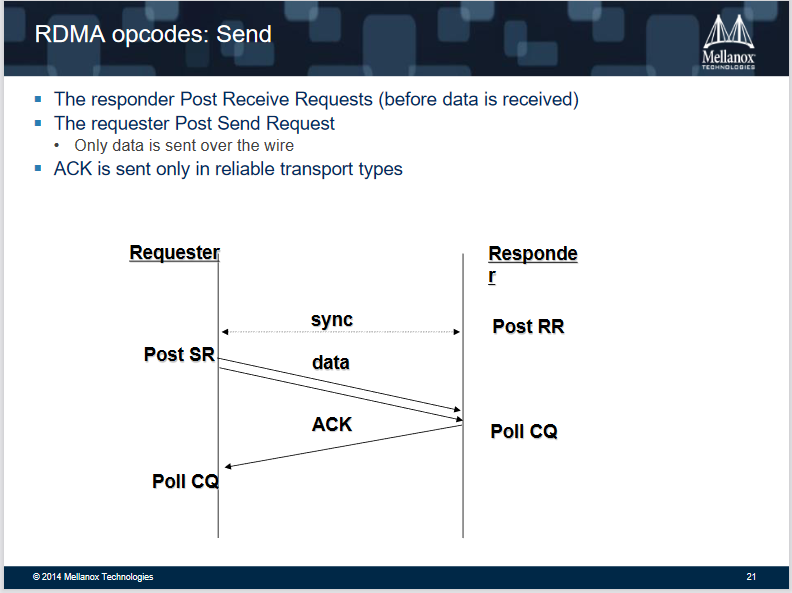 RDMA opcodes: Send
Mellanox
TECHNOLOGIES
The responder Post Receive Requests (before data is received)
The requester Post Send Request
Only data is sent over the wire
ACK is sent only in reliable transport types
Requester
Responde
r
sync
Post RR
Post SR
data
ACK
Poll CQ
Poll CQ
© 2014 Mellanox Technologies
21